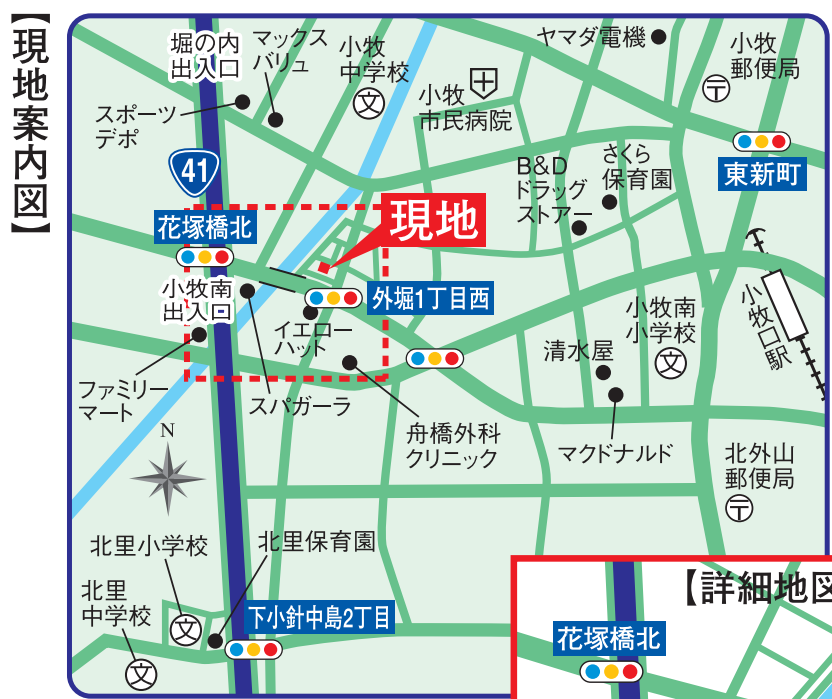 【現地案内図】
堀の内
出入口
マックス
バリュ
小牧
中学校
文
ヤマダ電機
小牧
郵便局
〒
スポーツ
デポ
小牧
市民病院
41
B&D
ドラッグ
ストアー
さくら
保育園
東新町
花塚橋北
現地
小牧南
出入口
外堀1丁目西
イエロー
ハット
小牧南
小学校
文
小牧口駅
清水屋
ファミリー
マート
スパガーラ
舟橋外科
クリニック
マクドナルド
北外山
郵便局
〒
N
北里小学校
文
北里保育園
北里
中学校
文
下小針中島2丁目
【詳細地図
花塚橋北